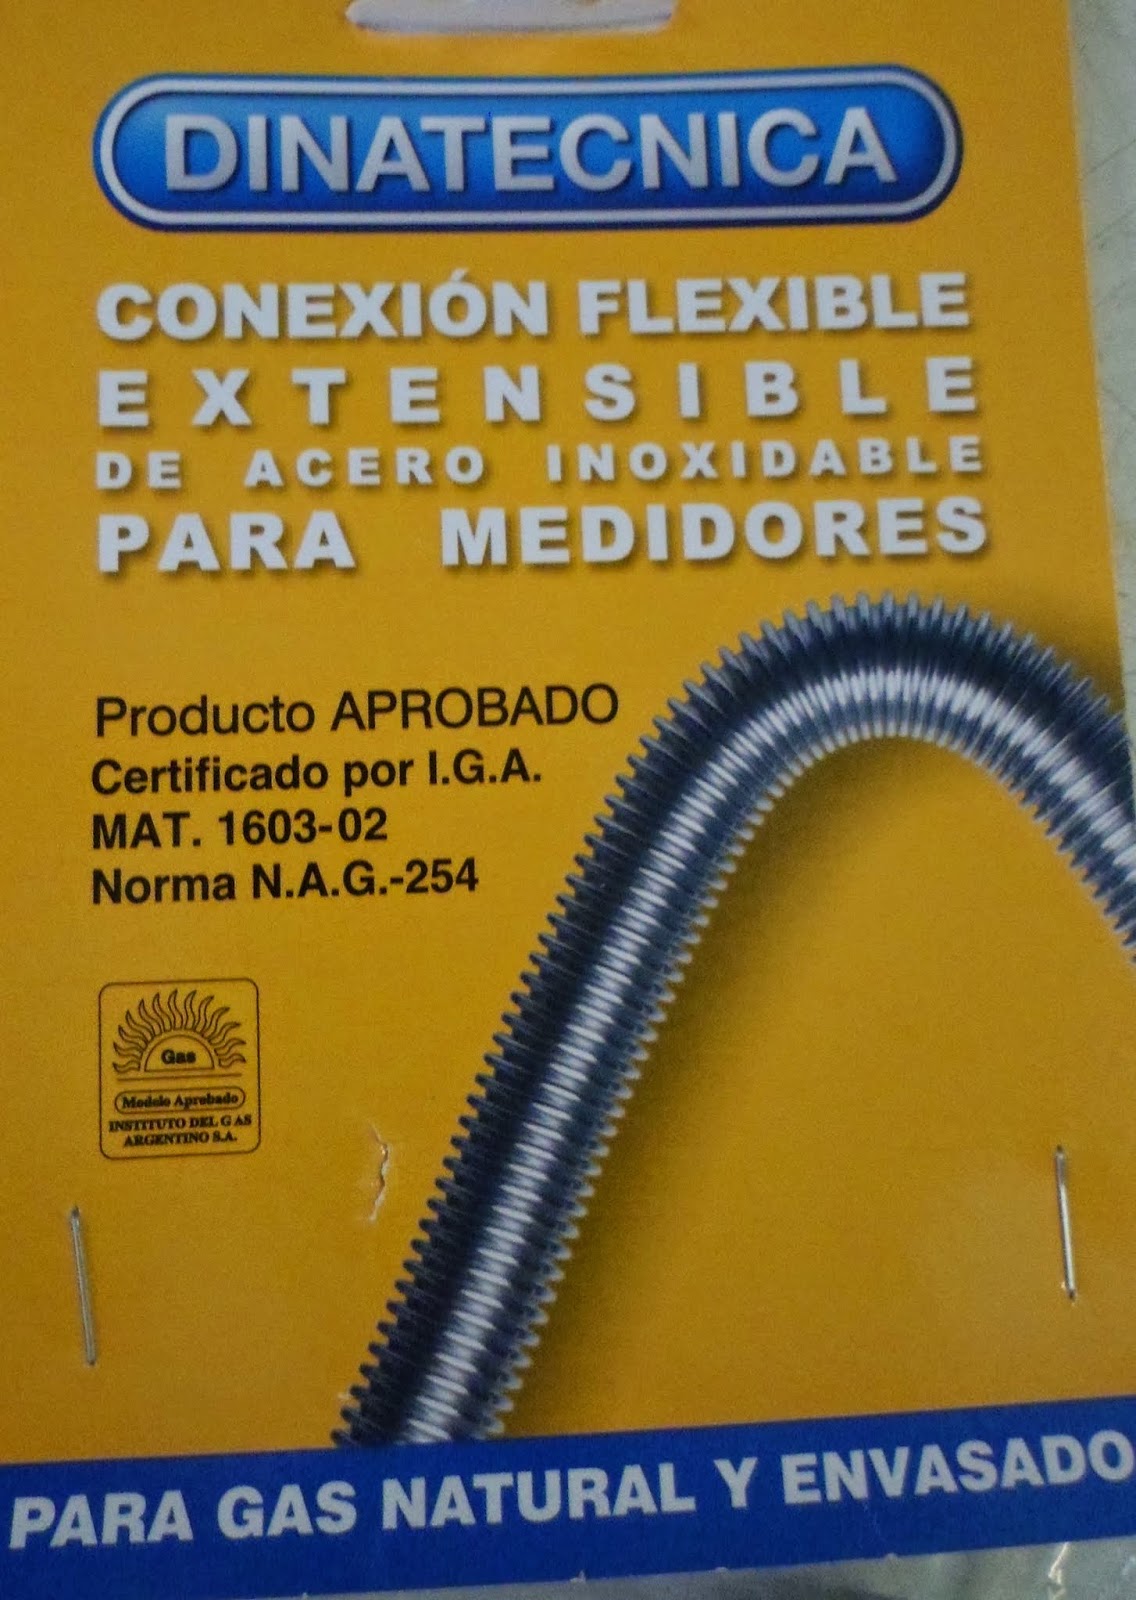 DINATECNICA
CONEXIÓN FLEXIBLE
EXTENSIBLE
DE ACERO INOXIDABLE
PARA MEDIDORES
Producto APROBADO
Certificado por I.G.A.
MAT. 1603-02
Norma N.A.G.-254
Gas
Modelo Aprobado
INSTITUTO DEL GAS
ARGENTINO S.A.
PARA GAS NATURAL Y ENVASADO